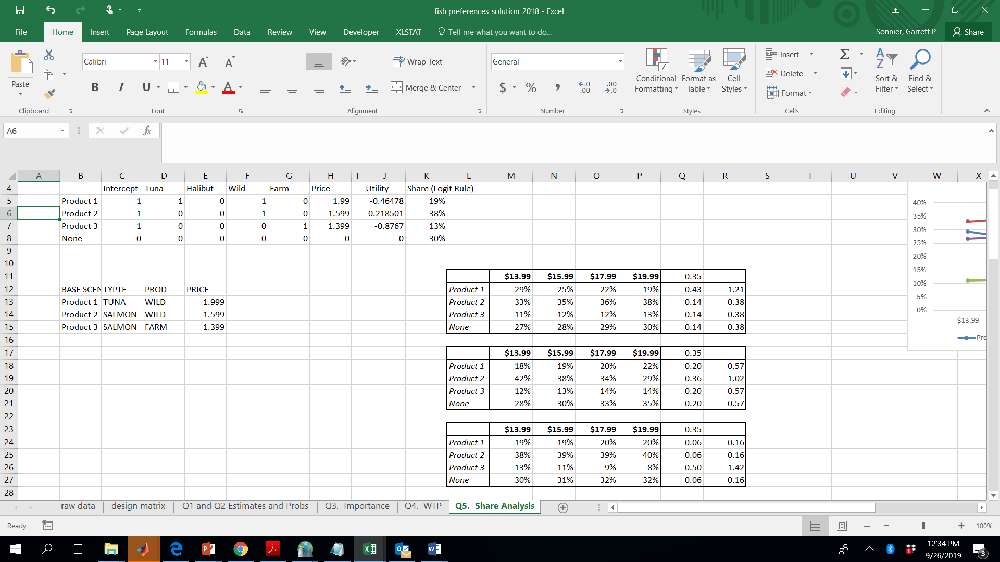 fish preferences_solution_2018 - Excel
File Home Insert Page Layout Formulas Data Review View Developer XLSTAT Tell me what you want to do... Sonnier, Garrett P Share
Calibri 11 A A Wrap Text General Insert
Paste Conditional Format as Cell Delete Sort & Find &
B I U A Merge & Center $ % , .0 .00 .00 .0 Formatting Table Styles Format Filter Select
Clipboard Font Alignment Number Styles Cells Editing
A6 fx
A B C D E F G H I J K L M N O P Q R S T U V W X
4 Intercept Tuna Halibut Wild Farm Price Utility Share (Logit Rule)
5 Product 1 1 1 0 1 0 1.99 -0.46478 19% 40%
6 Product 2 1 0 0 1 0 1.599 0.218501 38% 35%
7 Product 3 1 0 0 0 1 1.399 -0.8767 13% 30%
8 None 0 0 0 0 0 0 0 30% 25%
9 20%
10 15%
11 $13.99 $15.99 $17.99 $19.99 0.35 10%
12 BASE SCEN TYPTE PROD PRICE Product 1 29% 25% 22% 19% -0.43 -1.21 5%
13 Product 1 TUNA WILD 1.999 Product 2 33% 35% 36% 38% 0.14 0.38 0%
14 Product 2 SALMON WILD 1.599 Product 3 11% 12% 12% 13% 0.14 0.38 $13.99
15 Product 3 SALMON FARM 1.399 None 27% 28% 29% 30% 0.14 0.38
16 Pro
17 $13.99 $15.99 $17.99 $19.99 0.35
18 Product 1 18% 19% 20% 22% 0.20 0.57
19 Product 2 42% 38% 34% 29% -0.36 -1.02
20 Product 3 12% 13% 14% 14% 0.20 0.57
21 None 28% 30% 33% 35% 0.20 0.57
22
23 $13.99 $15.99 $17.99 $19.99 0.35
24 Product 1 19% 19% 20% 20% 0.06 0.16
25 Product 2 38% 39% 39% 40% 0.06 0.16
26 Product 3 13% 11% 9% 8% -0.50 -1.42
27 None 30% 31% 32% 32% 0.06 0.16
28
raw data design matrix Q1 and Q2 Estimates and Probs Q3. Importance Q4. WTP Q5. Share Analysis
Ready 100%
12:34 PM
9/26/2019 3